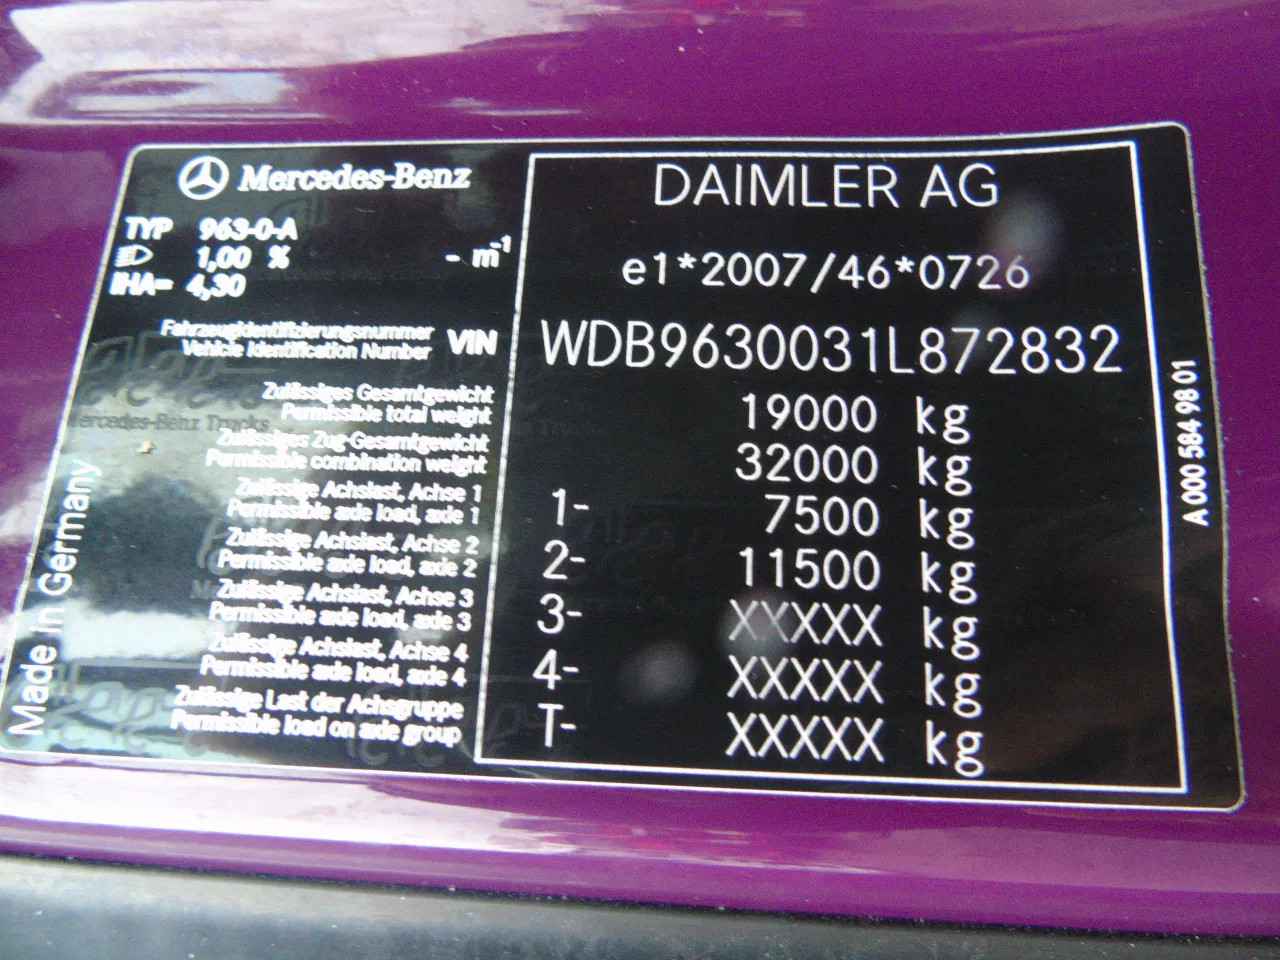 Mercedes-Benz
TYP 963-0-A
1,00 % - m-1
IHA= 4,30
Fahrzeugidentifizierungsnummer
Vehicle Identification Number
VIN
Zulässiges Gesamtgewicht
Permissible total weight
Mercedes-Benz Trucks
Zulässiges Zug-Gesamtgewicht
Permissible combination weight
Zulässige Achslast, Achse 1
Permissible axle load, axle 1
Zulässige Achslast, Achse 2
Permissible axle load, axle 2
Zulässige Achslast, Achse 3
Permissible axle load, axle 3
Zulässige Achslast, Achse 4
Permissible axle load, axle 4
Zulässige Last der Achsgruppe
Permissible load on axle group
Made in Germany
DAIMLER AG
e1*2007/46*0726
WDB9630031L872832
19000 kg
32000 kg
1- 7500 kg
2- 11500 kg
3- XXXXX kg
4- XXXXX kg
T- XXXXX kg
A 000 584 98 01